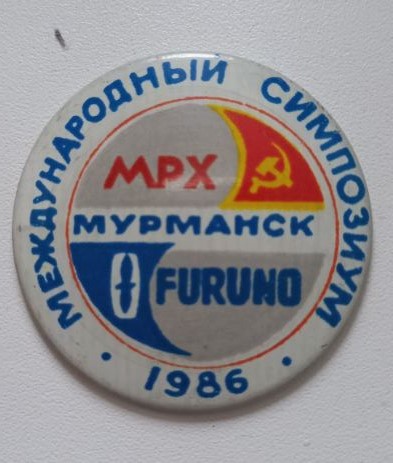 МЕЖДУНАРОДНЫЙ СИМПОЗИУМ
МРХ
МУРМАНСК
FURUNO
1986